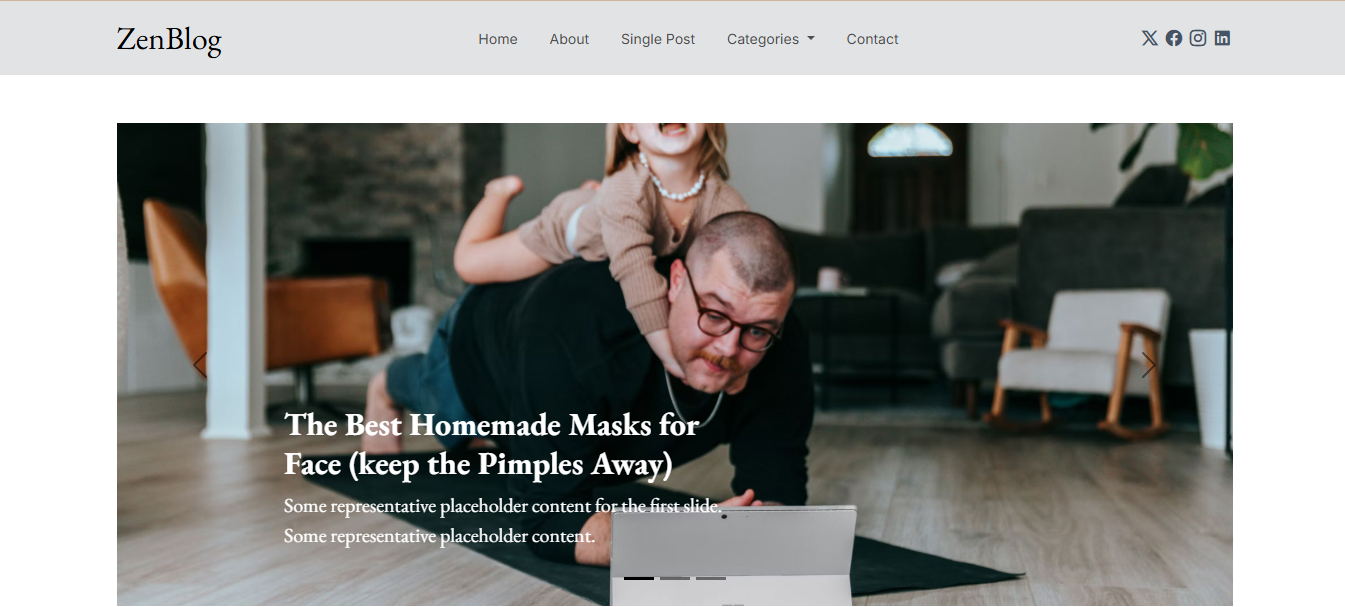 ZenBlog
Home About Single Post Categories Contact
The Best Homemade Masks for
Face (keep the Pimples Away)
Some representative placeholder content for the first slide.
Some representative placeholder content.